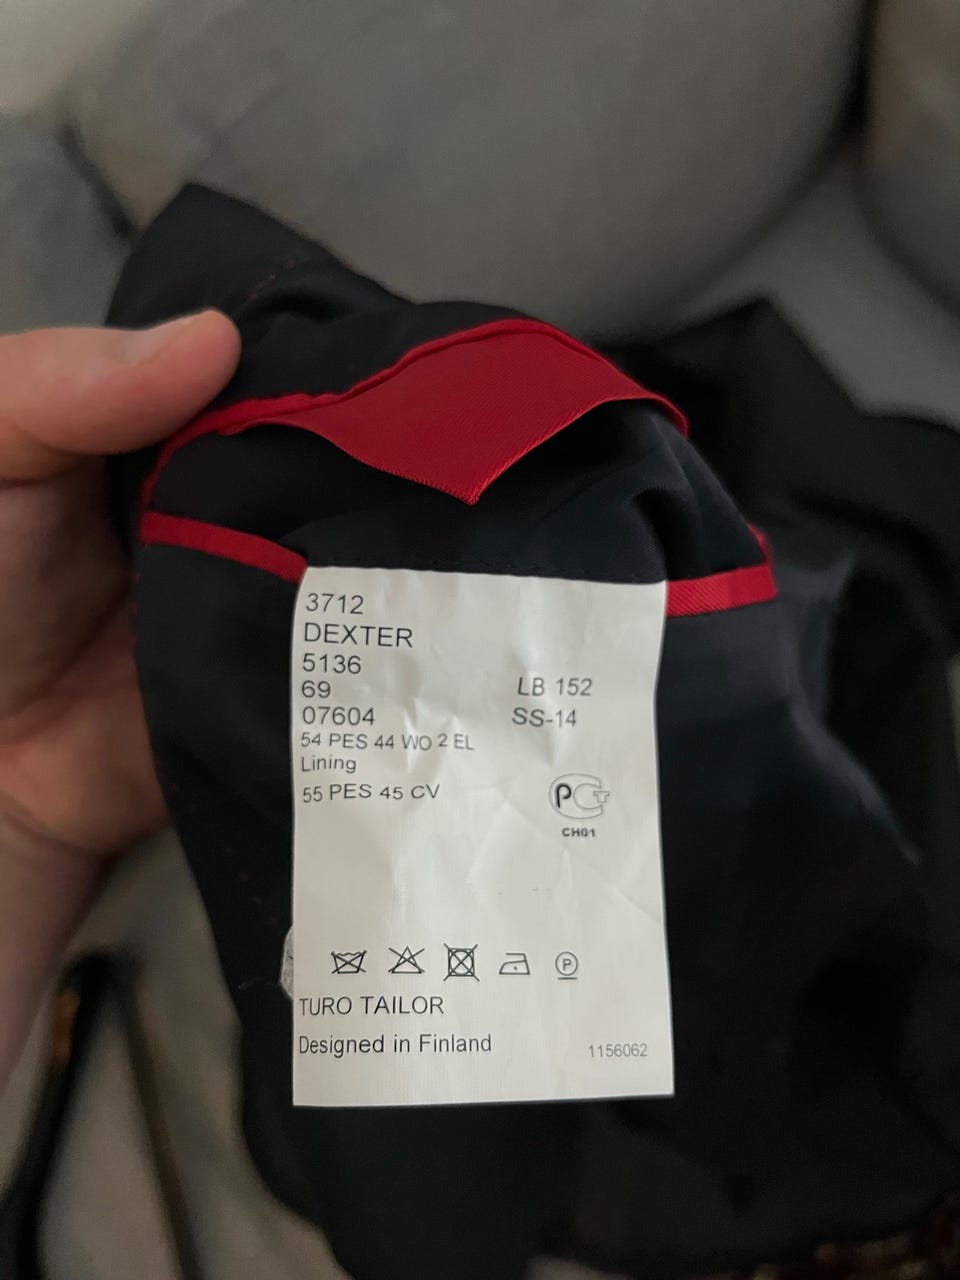 3712
DEXTER
5136
69
LB 152
07604
SS-14
54 PES 44 WO 2 EL
Lining
55 PES 45 CV
PCT
CH01
P
TURO TAILOR
Designed in Finland
1156062